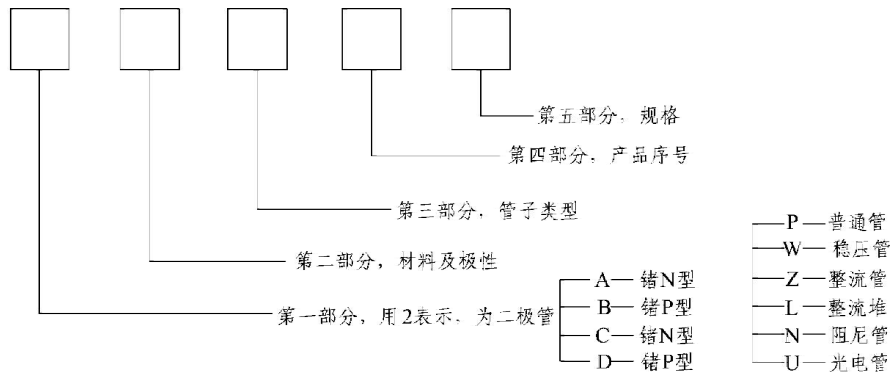 第五部分，规格
第四部分，产品序号
第三部分，管子类型
第二部分，材料及极性
第一部分，用2表示，为二极管
A—锗N型
B—锗P型
C—锗N型
D—锗P型
P—普通管
W—稳压管
Z—整流管
L—整流堆
N—阻尼管
U—光电管